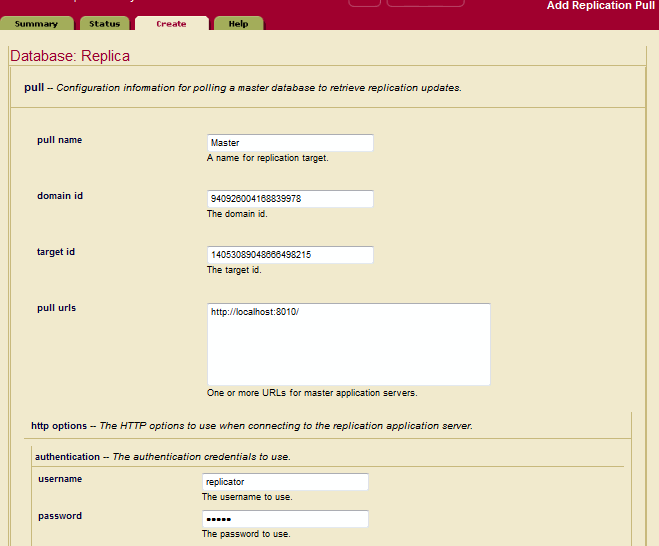 Add Replication Pull
Summary Status Create Help
Database: Replica
pull -- Configuration information for polling a master database to retrieve replication updates.
pull name
Master
A name for replication target.
domain id
940926004168839978
The domain id.
target id
14053089048666498215
The target id.
pull urls
http://localhost:8010/
One or more URLs for master application servers.
http options -- The HTTP options to use when connecting to the replication application server.
authentication -- The authentication credentials to use.
username
replicator
The username to use.
password
•••••
The password to use.